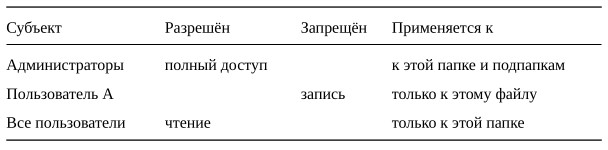 Субъект Разрешён Запрещён Применяется к
Администраторы полный доступ к этой папке и подпапкам
Пользователь А запись только к этому файлу
Все пользователи чтение только к этой папке